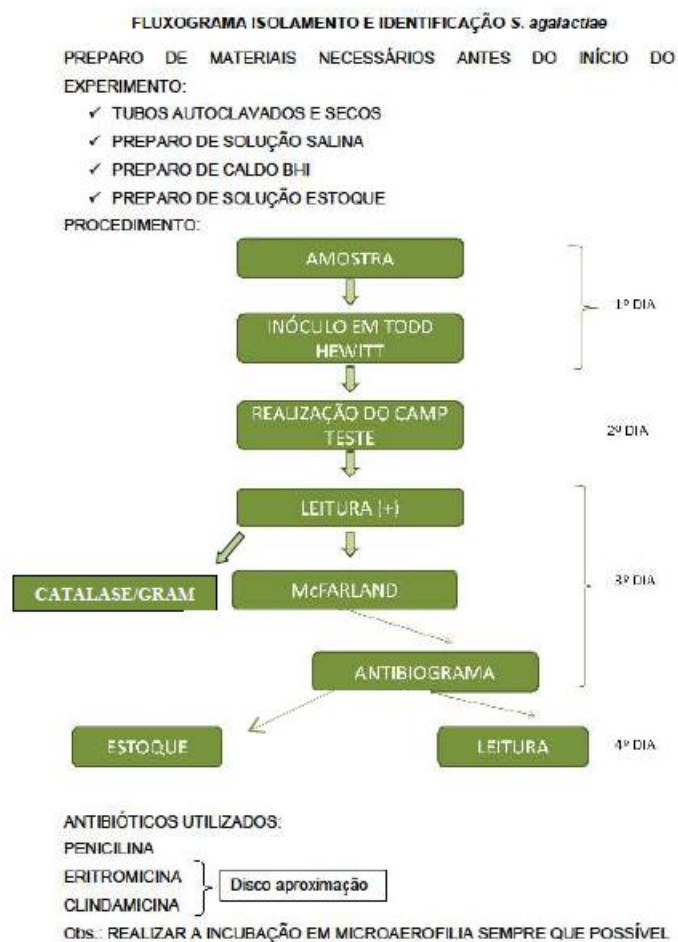 FLUXOGRAMA ISOLAMENTO E IDENTIFICAÇÃO S. agalactiae
PREPARO DE MATERIAIS NECESSÁRIOS ANTES DO INÍCIO DO
EXPERIMENTO:
✓ TUBOS AUTOCLAVADOS E SECOS
✓ PREPARO DE SOLUÇÃO SALINA
✓ PREPARO DE CALDO BHI
✓ PREPARO DE SOLUÇÃO ESTOQUE
PROCEDIMENTO:
AMOSTRA
1º DIA
INÓCULO EM TODD
HEWITT
REALIZAÇÃO DO CAMP
TESTE
2º DIA
LEITURA (+)
CATALASE/GRAM
McFARLAND
3º DIA
ANTIBIOGRAMA
ESTOQUE
LEITURA
4º DIA
ANTIBIÓTICOS UTILIZADOS:
PENICILINA
ERITROMICINA
Disco aproximação
CLINDAMICINA
Obs.: REALIZAR A INCUBAÇÃO EM MICROAEROFILIA SEMPRE QUE POSSÍVEL